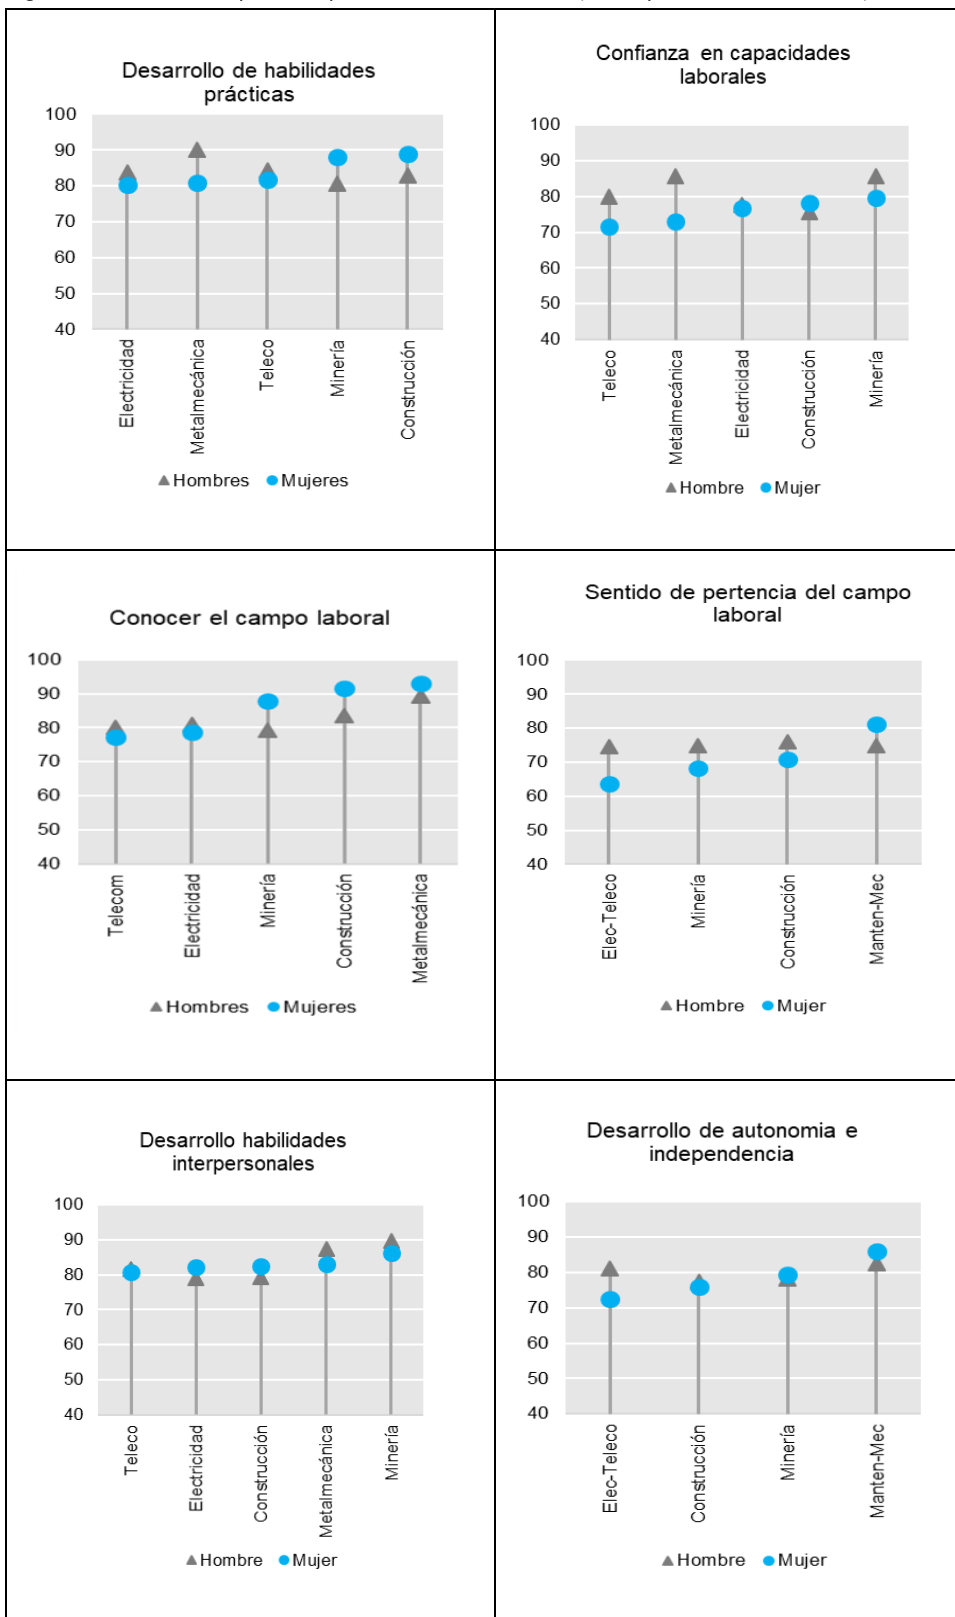 Desarrollo de habilidades
prácticas
100
90
80
70
60
50
40
Electricidad
Metalmecánica
Teleco
Minería
Construcción
Hombres Mujeres
Confianza en capacidades
laborales
100
90
80
70
60
50
40
Teleco
Metalmecánica
Electricidad
Construcción
Minería
Hombre Mujer
Conocer el campo laboral
100
90
80
70
60
50
40
Telecom
Electricidad
Minería
Construcción
Metalmecánica
Hombres Mujeres
Sentido de pertencia del campo
laboral
100
90
80
70
60
50
40
Elec-Teleco
Minería
Construcción
Manten-Mec
Hombre Mujer
Desarrollo habilidades
interpersonales
100
90
80
70
60
50
40
Teleco
Electricidad
Construcción
Metalmecánica
Minería
Hombre Mujer
Desarrollo de autonomia e
independencia
100
90
80
70
60
50
40
Elec-Teleco
Construcción
Minería
Manten-Mec
Hombre Mujer